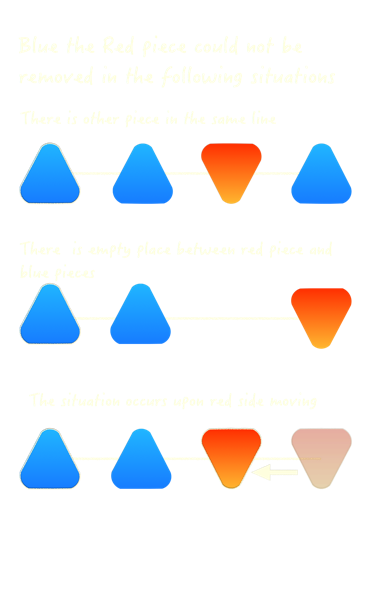 Blue the Red piece could not be
removed in the following situations
There is other piece in the same line
There is empty place between red piece and
blue pieces
The situation occurs when red side moving